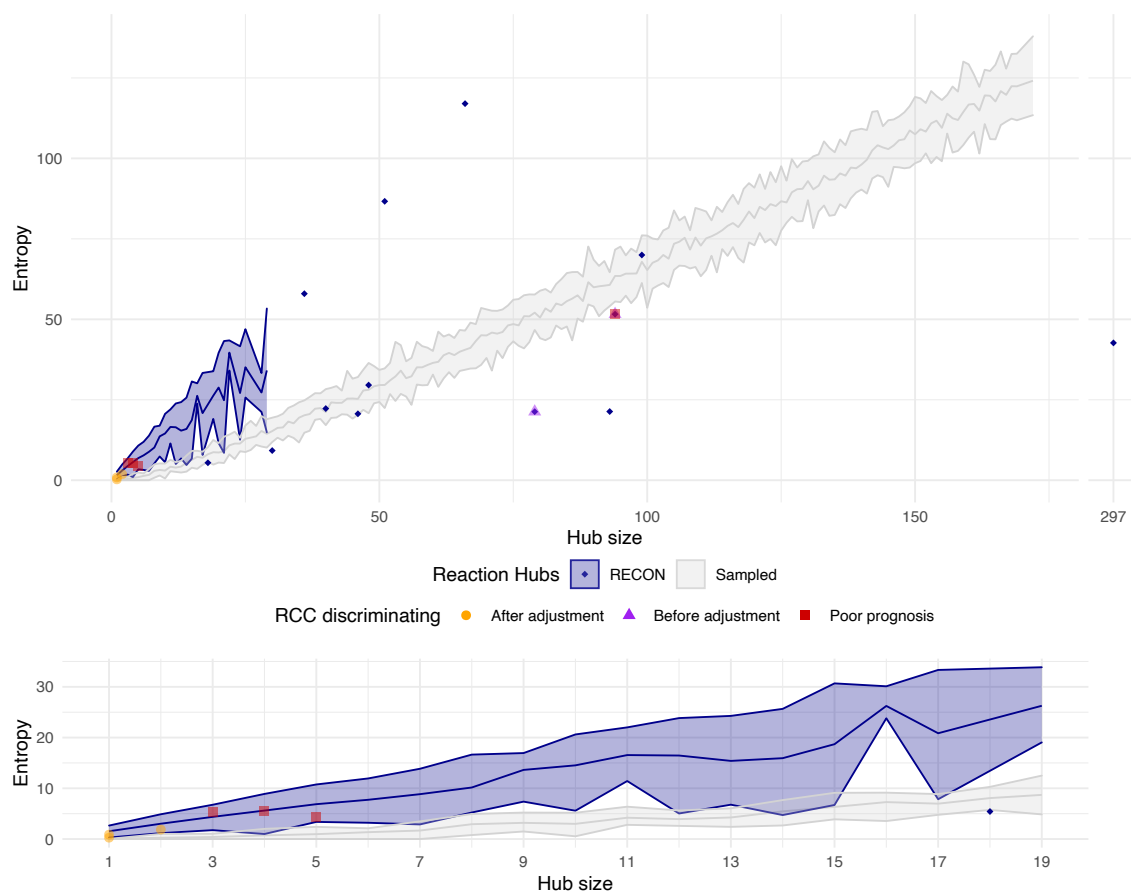 Entropy
100
50
0
0 50 100 150 297
Hub size
Reaction Hubs RECON Sampled
RCC discriminating After adjustment Before adjustment Poor prognosis
Entropy
30
20
10
0
1 3 5 7 9 11 13 15 17 19
Hub size